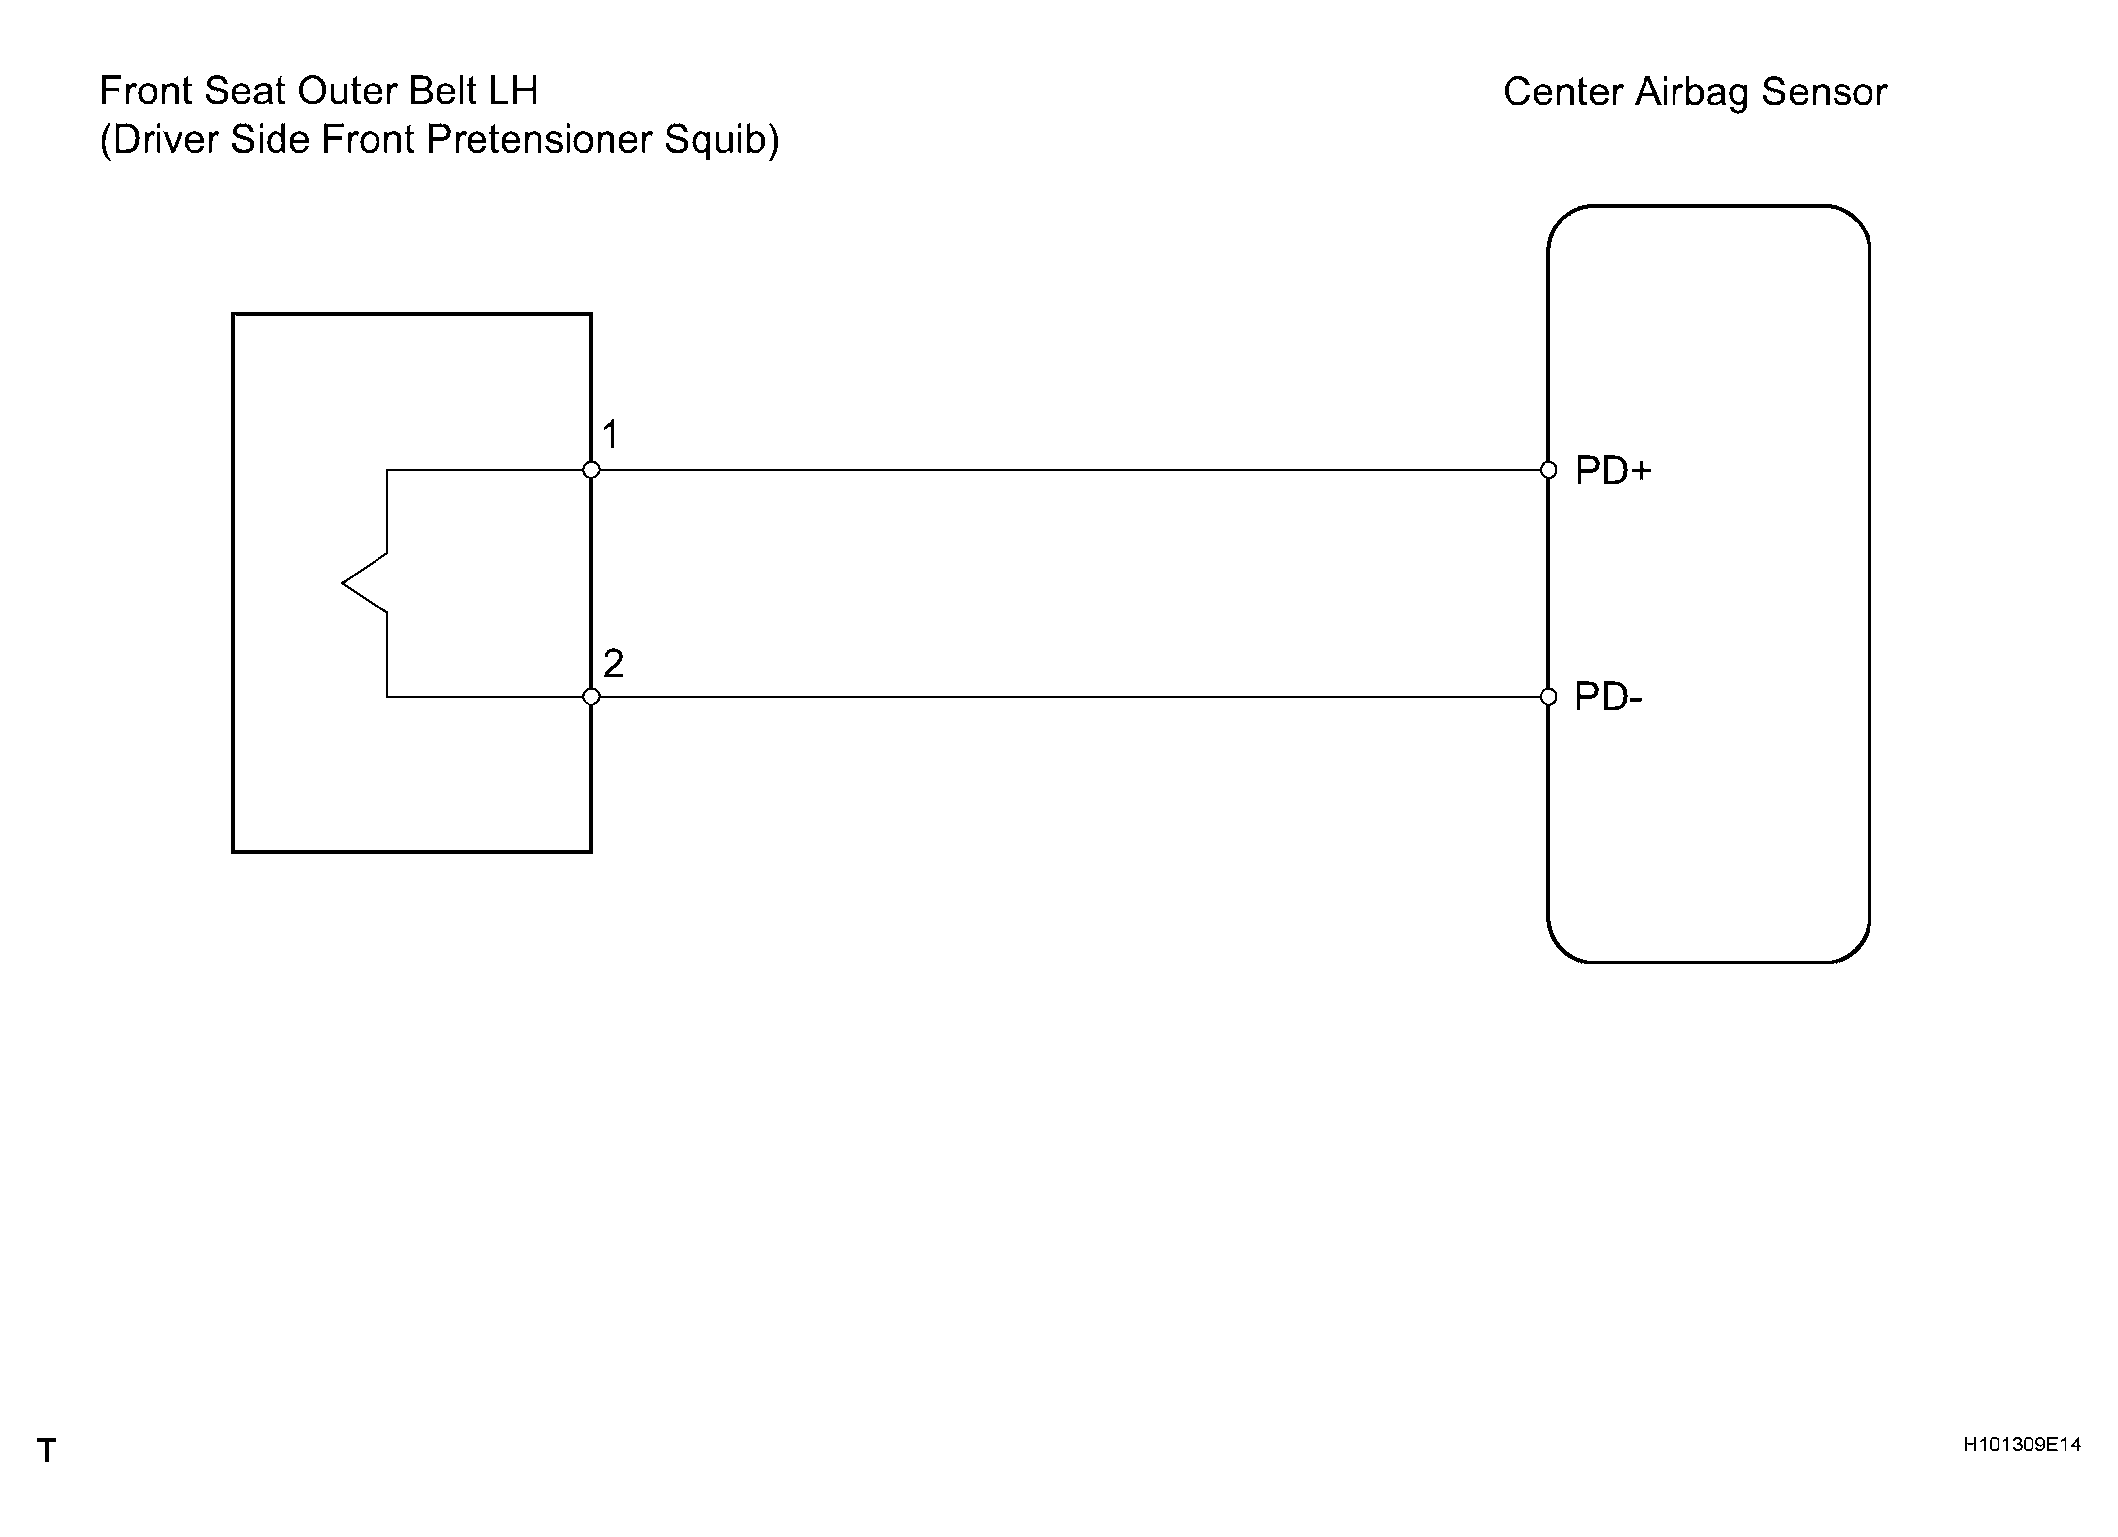 Front Seat Outer Belt LH
(Driver Side Front Pretensioner Squib)
Center Airbag Sensor
1
PD+
2
PD-
T
H101309E14